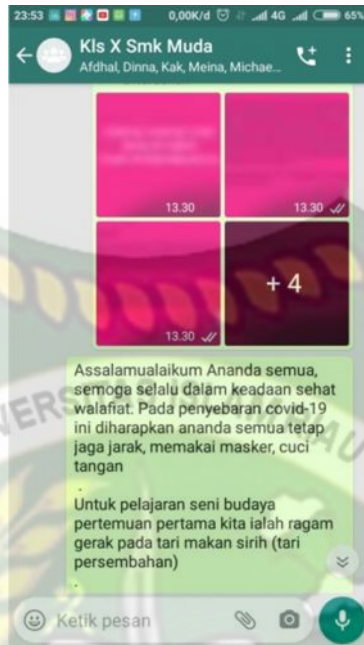 23:53 0,00K/d 4G 65%
Kls X Smk Muda
Afdhal, Dinna, Kak, Meina, Michae...
13.30 13.30
13.30 + 4
Assalamualaikum Ananda semua,
semoga selalu dalam keadaan sehat
walafiat. Pada penyebaran covid-19
ini diharapkan ananda semua tetap
jaga jarak, memakai masker, cuci
tangan
.
Untuk pelajaran seni budaya
pertemuan pertama kita ialah ragam
gerak pada tari makan sirih (tari
persembahan)
.
Ketik pesan